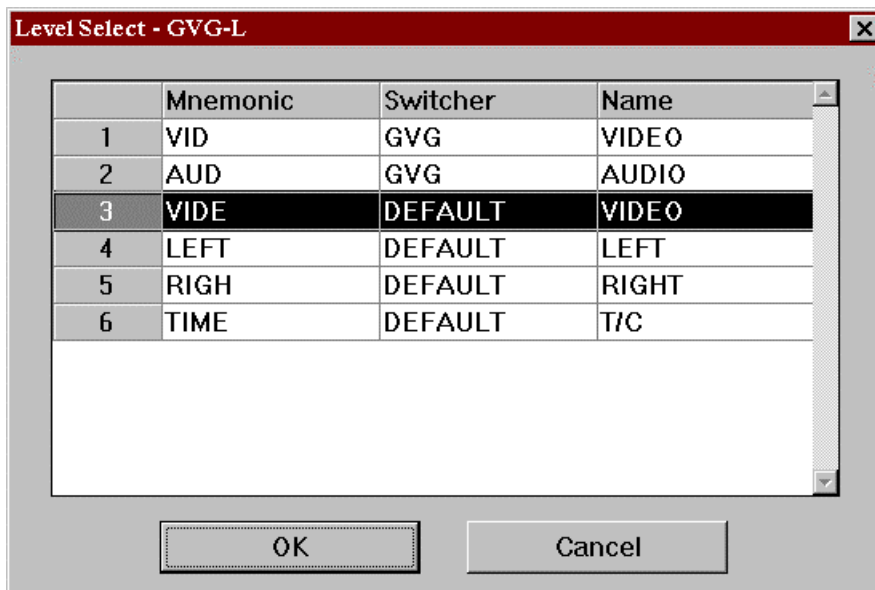 Level Select - GVG-L
Mnemonic Switcher Name
1 VID GVG VIDEO
2 AUD GVG AUDIO
3 VIDE DEFAULT VIDEO
4 LEFT DEFAULT LEFT
5 RIGH DEFAULT RIGHT
6 TIME DEFAULT T/C
OK Cancel